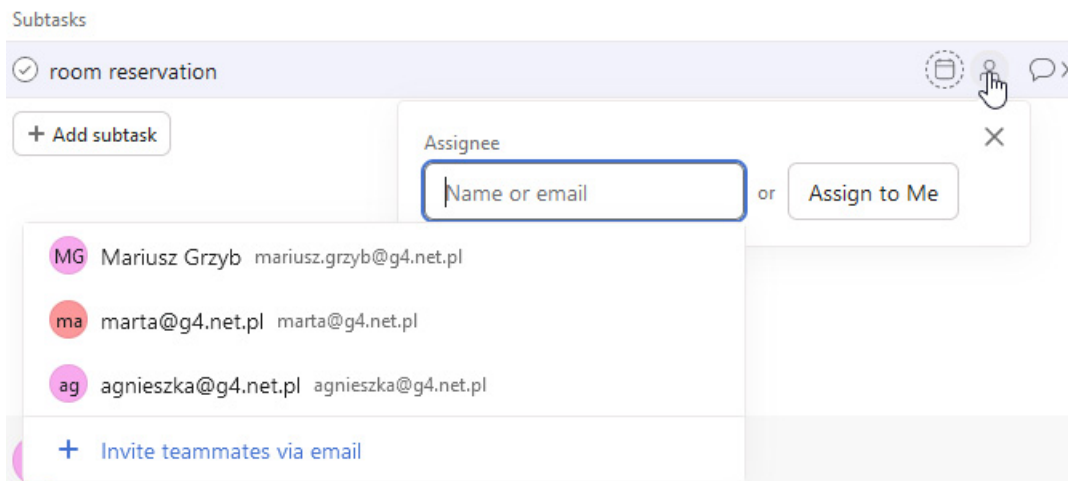 Subtasks
room reservation
+ Add subtask
Assignee
Name or email or Assign to Me
MG Mariusz Grzyb mariusz.grzyb@g4.net.pl
ma marta@g4.net.pl marta@g4.net.pl
ag agnieszka@g4.net.pl agnieszka@g4.net.pl
+ Invite teammates via email